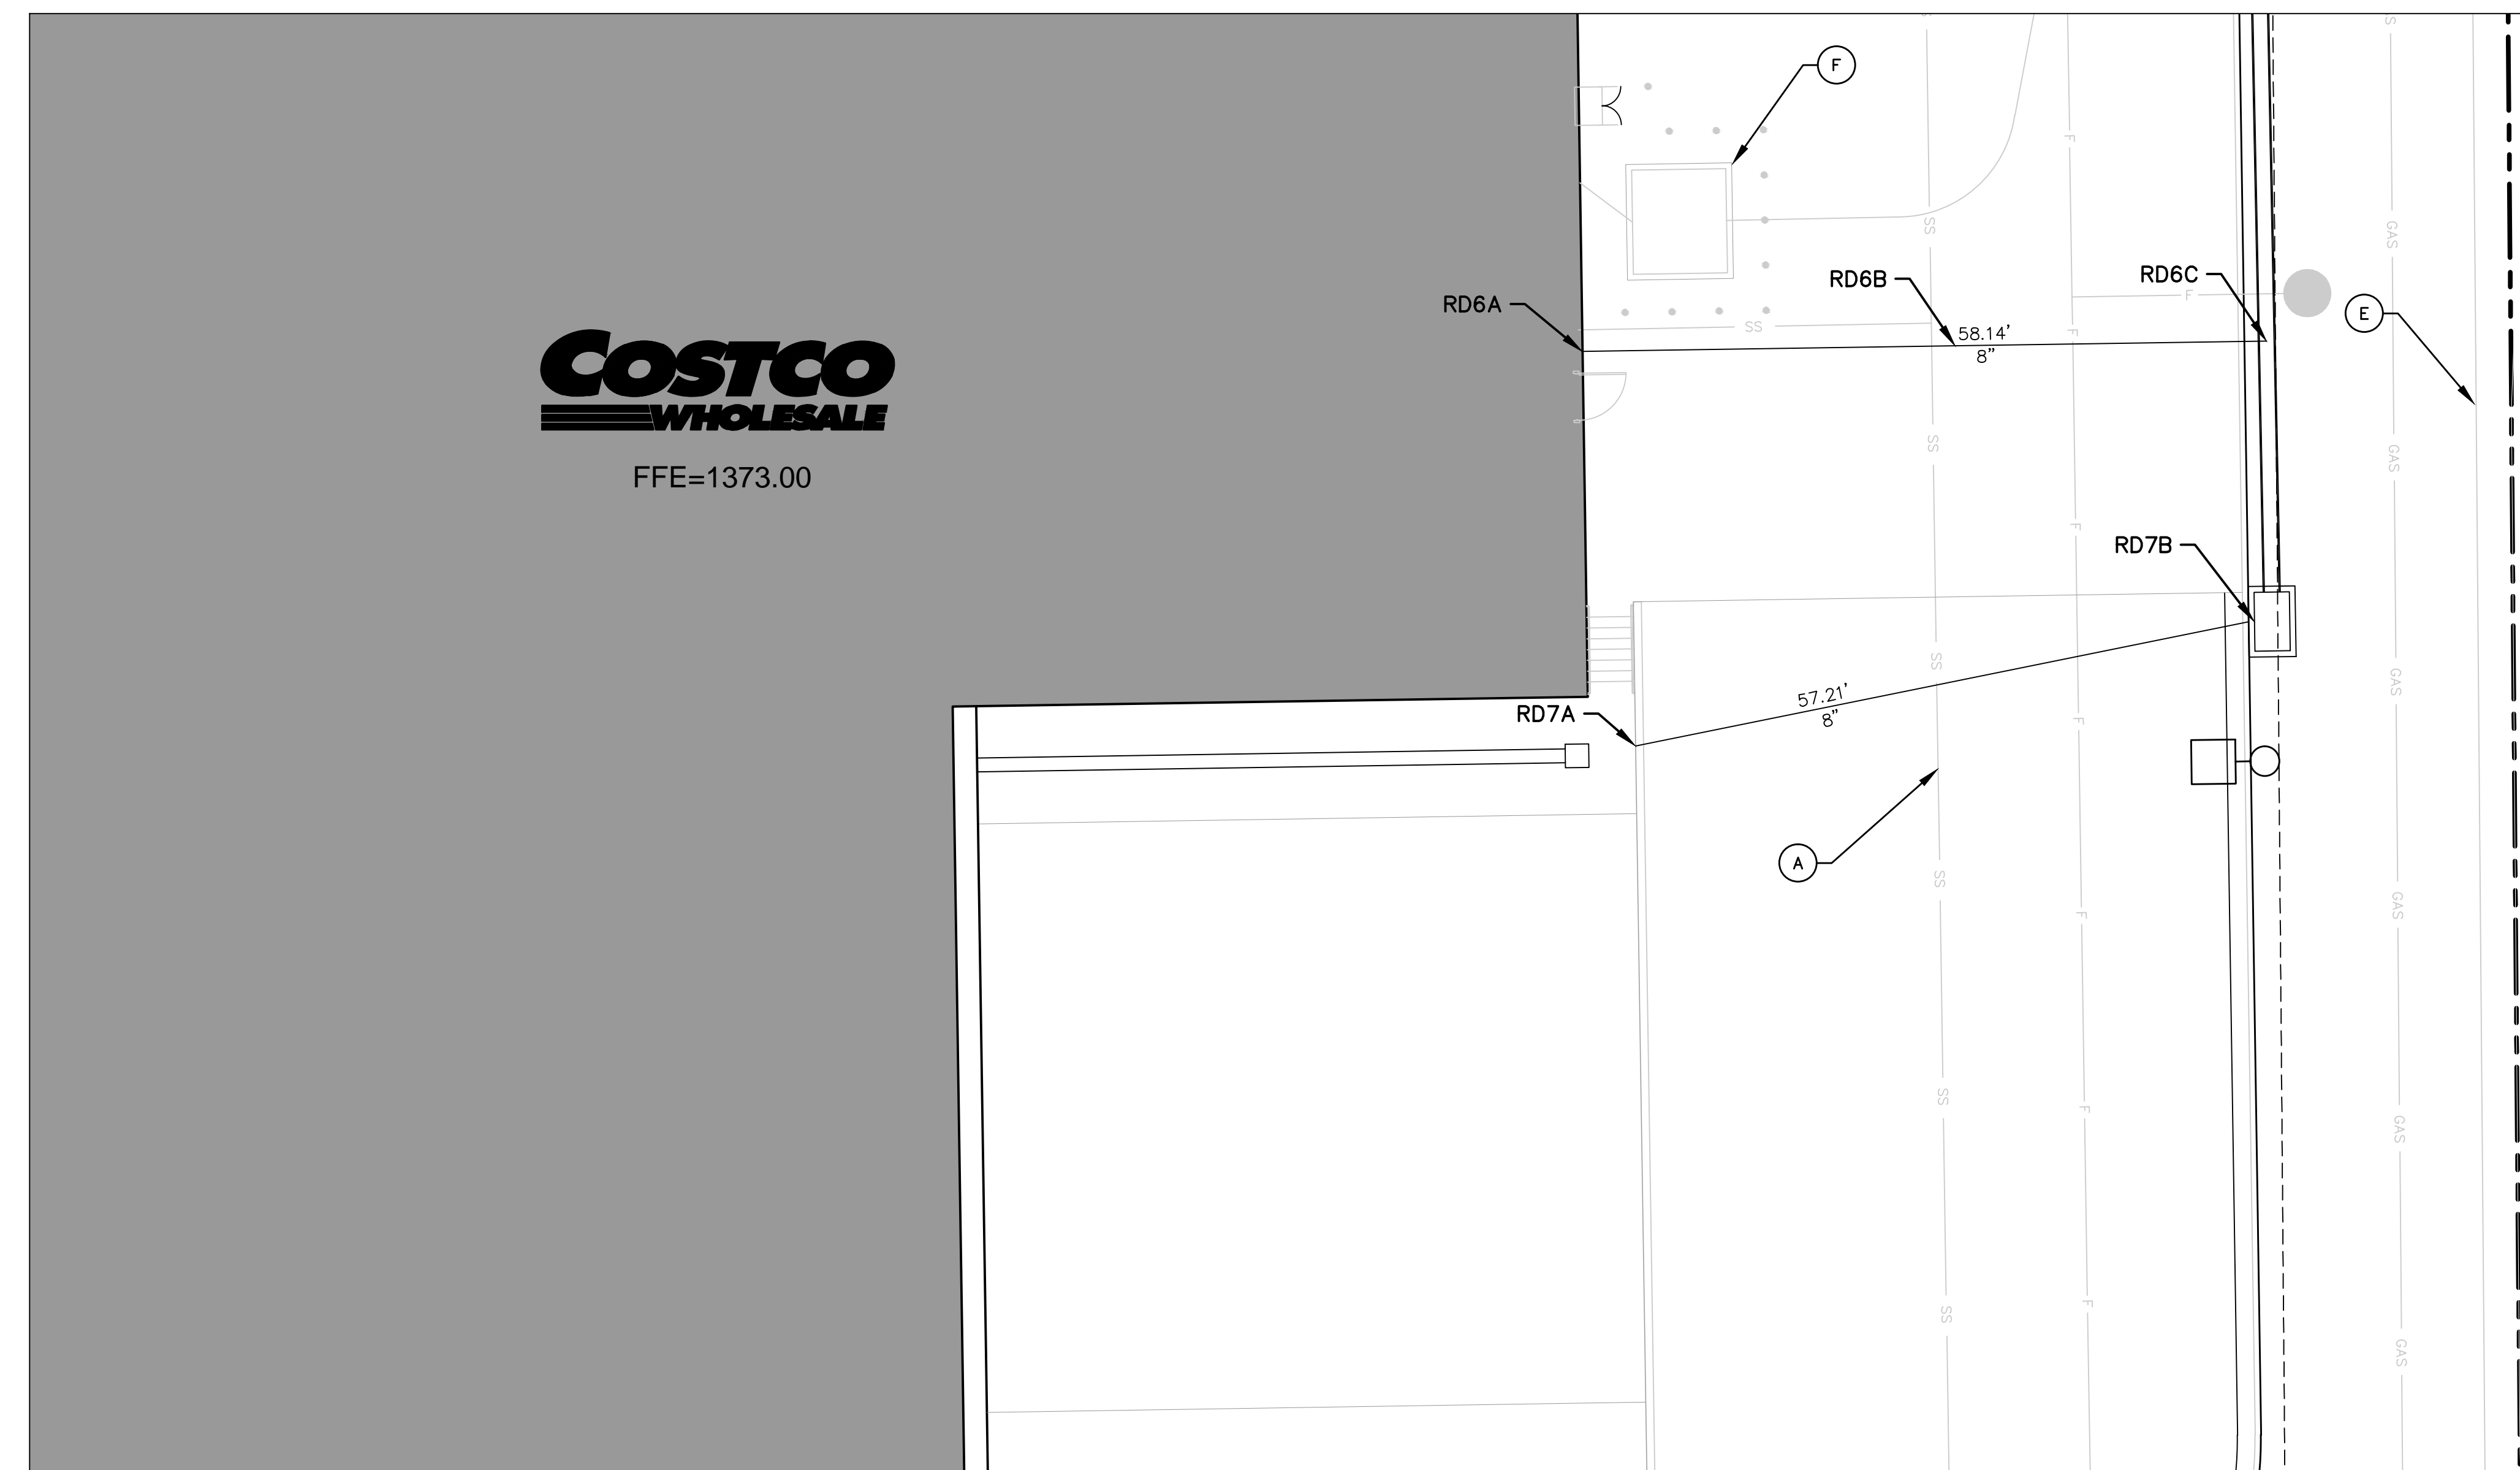 F
RD6A
RD6B
RD6C
E
SS
F
58.14'
8"
COSTCO
WHOLESALE
FFE=1373.00
F
SS
GAS
F
SS
GAS
F
RD7B
SS
GAS
57.21'
8"
RD7A
F
A
SS
GAS
F
SS
GAS
F
SS
GAS
F
GAS